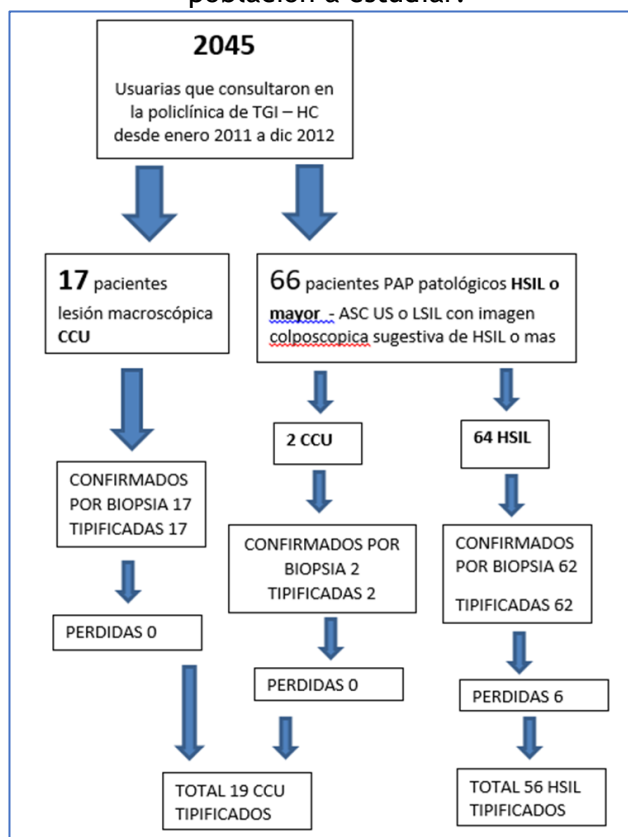 población a estudiar.
2045
Usuarias que consultaron en
la policlínica de TGI – HC
desde enero 2011 a dic 2012
17 pacientes
lesión macroscópica
CCU
66 pacientes PAP patológicos HSIL o
mayor - ASC US o LSIL con imagen
colposcopica sugestiva de HSIL o mas
2 CCU
64 HSIL
CONFIRMADOS
POR BIOPSIA 17
TIPIFICADAS 17
CONFIRMADOS POR
BIOPSIA 2
TIPIFICADAS 2
CONFIRMADOS
POR BIOPSIA 62
TIPIFICADAS 62
PERDIDAS 0
PERDIDAS 0
PERDIDAS 6
TOTAL 19 CCU
TIPIFICADOS
TOTAL 56 HSIL
TIPIFICADOS